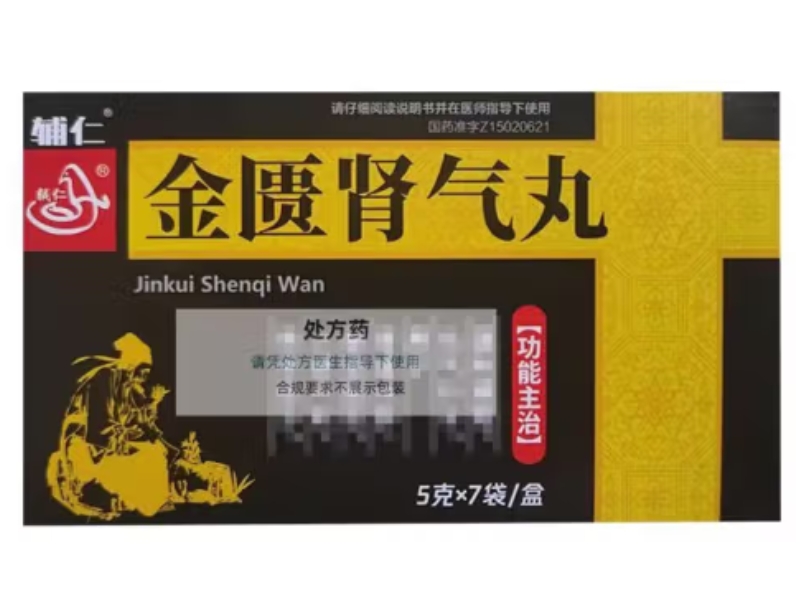 请仔细阅读说明书并在医师指导下使用
国药准字Z15020621
辅仁®
辅仁®
金匮肾气丸
Jinkui Shenqi Wan
处方药
请凭处方医生指导下使用
合规要求不展示包装
【功能主治】
5克×7袋/盒